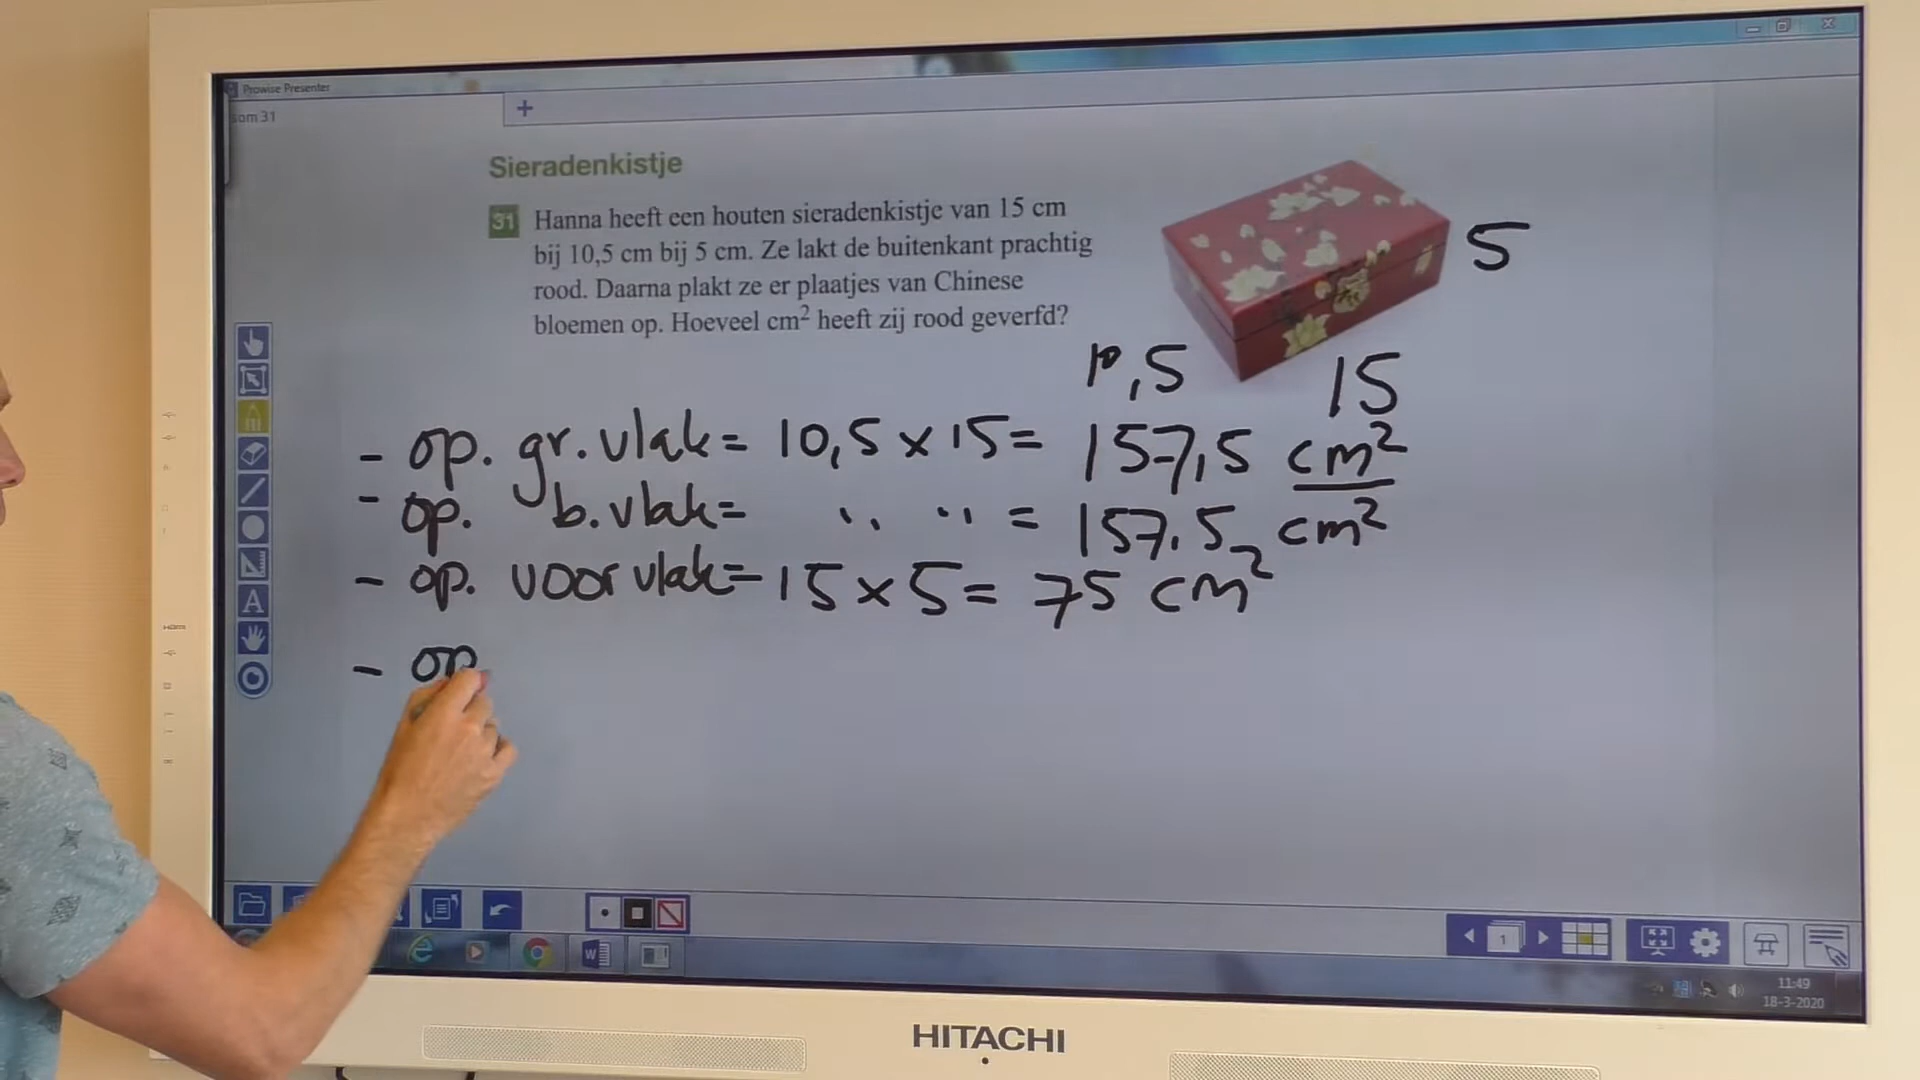 Prowise Presenter
som 31
+
Sieradenkistje
31 Hanna heeft een houten sieradenkistje van 15 cm
bij 10,5 cm bij 5 cm. Ze lakt de buitenkant prachtig
rood. Daarna plakt ze er plaatjes van Chinese
bloemen op. Hoeveel cm² heeft zij rood geverfd?
5
10,5
15
- op. gr. vlak = 10,5 × 15 = 157,5 cm²
- op. b. vlak = " " = 157,5 cm²
- op. voorvlak = 15 × 5 = 75 cm²
- op
A
1
11:49
18-3-2020
HITACHI